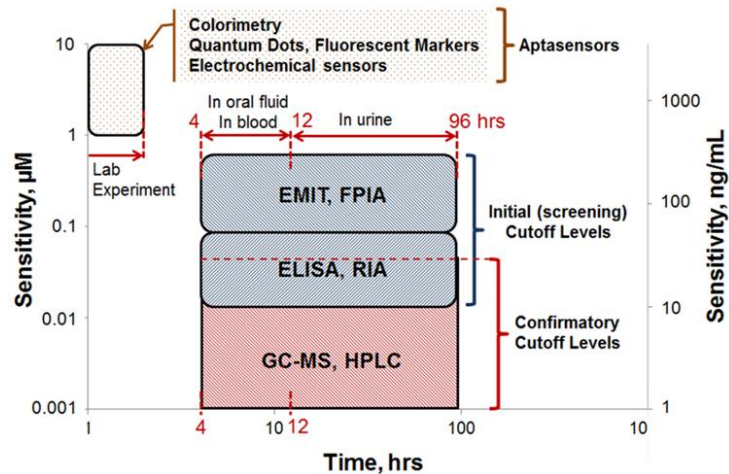 Colorimetry
Quantum Dots, Fluorescent Markers
Electrochemical sensors
Aptasensors
10
1
0.1
0.01
0.001
Sensitivity, µM
Lab
Experiment
In oral fluid
In blood
In urine
4
12
96 hrs
EMIT, FPIA
ELISA, RIA
GC-MS, HPLC
Initial (screening)
Cutoff Levels
Confirmatory
Cutoff Levels
1000
100
10
1
Sensitivity, ng/mL
1
4
10
12
100
10
Time, hrs